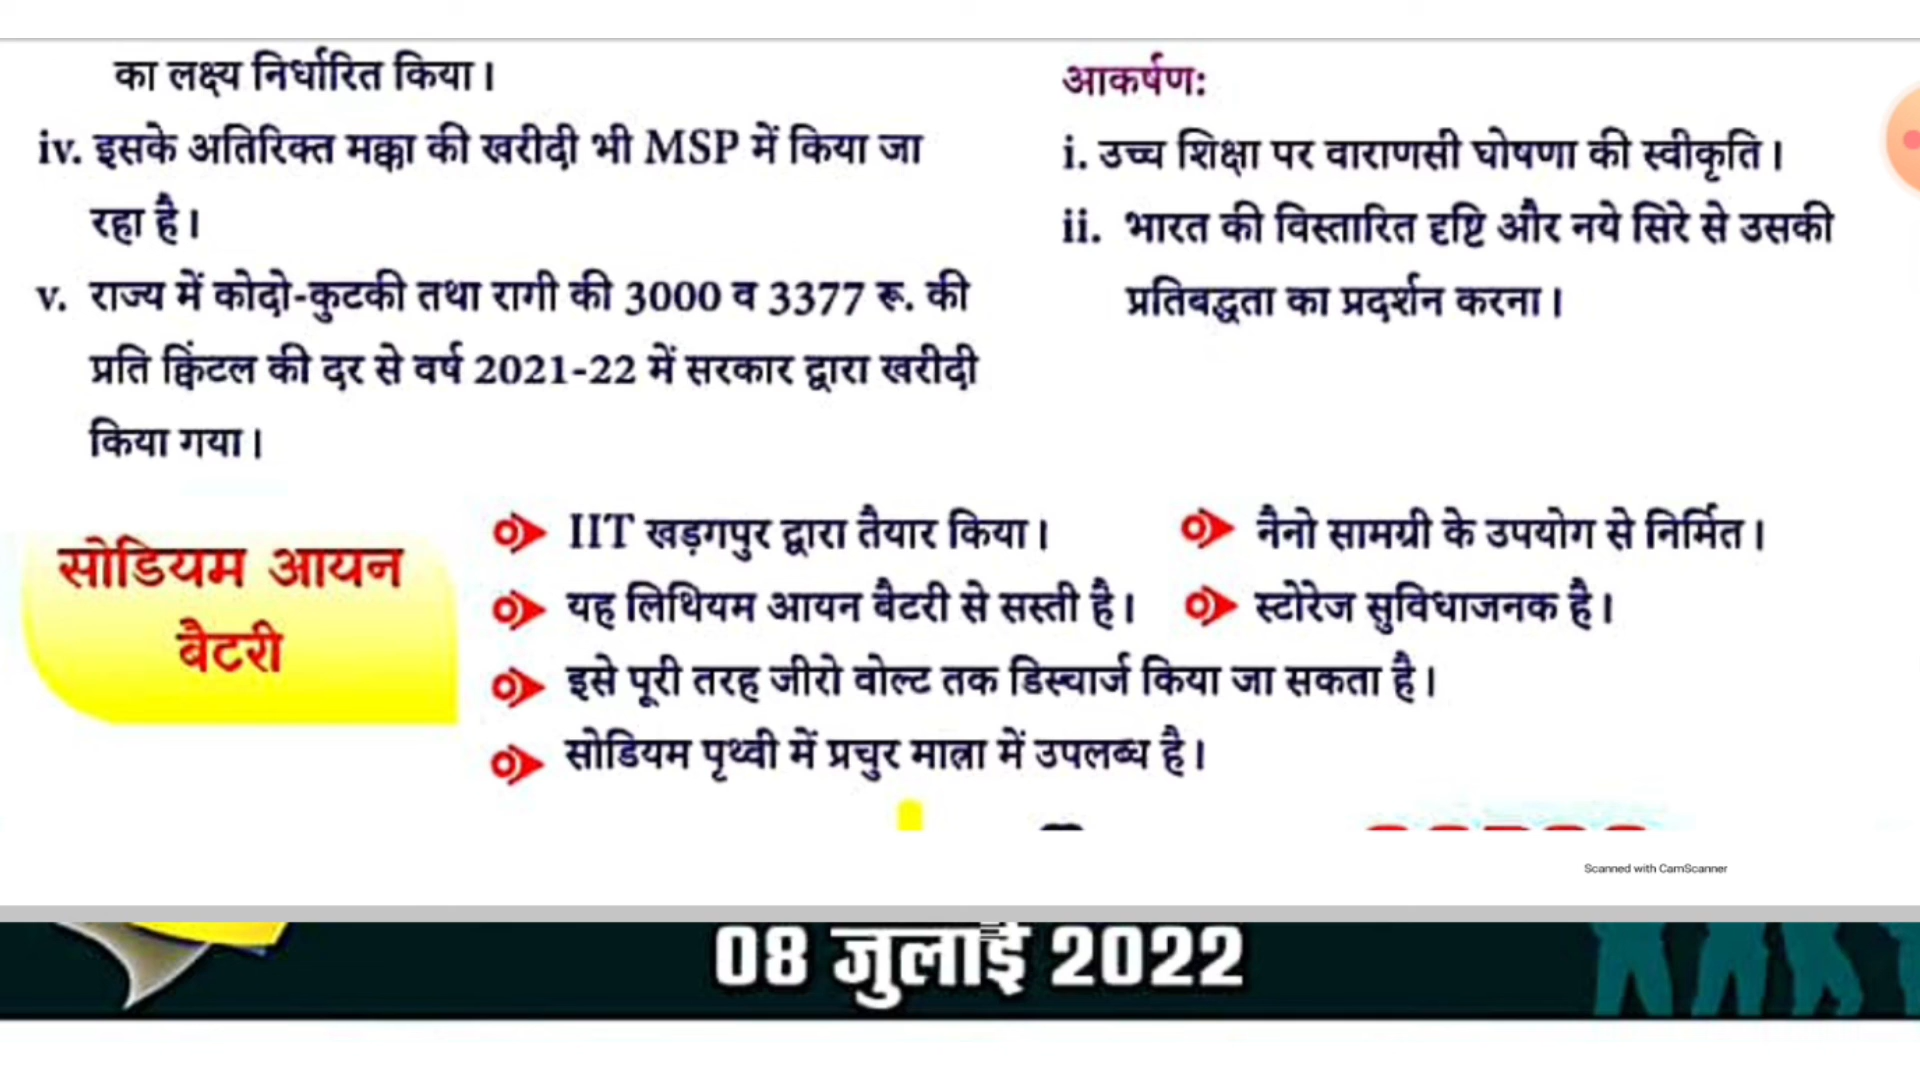 का लक्ष्य निर्धारित किया।
iv. इसके अतिरिक्त मक्का की खरीदी भी MSP में किया जा
रहा है।
v. राज्य में कोदो-कुटकी तथा रागी की 3000 व 3377 रू. की
प्रति क्विंटल की दर से वर्ष 2021-22 में सरकार द्वारा खरीदी
किया गया।
आकर्षण:
i. उच्च शिक्षा पर वाराणसी घोषणा की स्वीकृति।
ii. भारत की विस्तारित दृष्टि और नये सिरे से उसकी
प्रतिबद्धता का प्रदर्शन करना।
सोडियम आयन
बैटरी
IIT खड़गपुर द्वारा तैयार किया।
नैनो सामग्री के उपयोग से निर्मित।
यह लिथियम आयन बैटरी से सस्ती है।
स्टोरेज सुविधाजनक है।
इसे पूरी तरह जीरो वोल्ट तक डिस्चार्ज किया जा सकता है।
सोडियम पृथ्वी में प्रचुर मात्रा में उपलब्ध है।
Scanned with CamScanner
08 जुलाई 2022